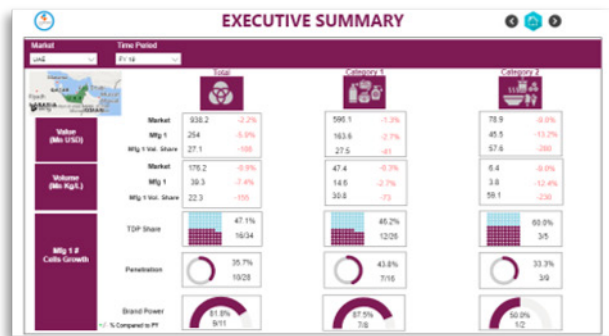 EXECUTIVE SUMMARY
Market Time Period
UAE FY 19
Total Category 1 Category 2
Value
(Mn USD)
Market 938.2 -2.2% 596.1 -1.3% 78.9 -9.0%
Mfg 1 254 -5.9% 163.6 -2.7% 45.5 -13.2%
Mfg 1 Val. Share 27.1 -108 27.5 -41 57.6 -280
Volume
(Mn Kg/L)
Market 176.2 -0.9% 47.4 -0.3% 6.4 -9.0%
Mfg 1 39.3 -7.4% 14.6 -2.7% 3.8 -12.4%
Mfg 1 Vol. Share 22.3 -155 30.8 -73 59.1 -230
Mfg 1 #
Cells Growth
TDP Share 47.1% 46.2% 60.0%
16/34 12/26 3/5
Penetration 35.7% 43.8% 33.3%
10/28 7/16 3/9
Brand Power 81.8% 87.5% 50.0%
9/11 7/8 1/2
+/- % Compared to PY